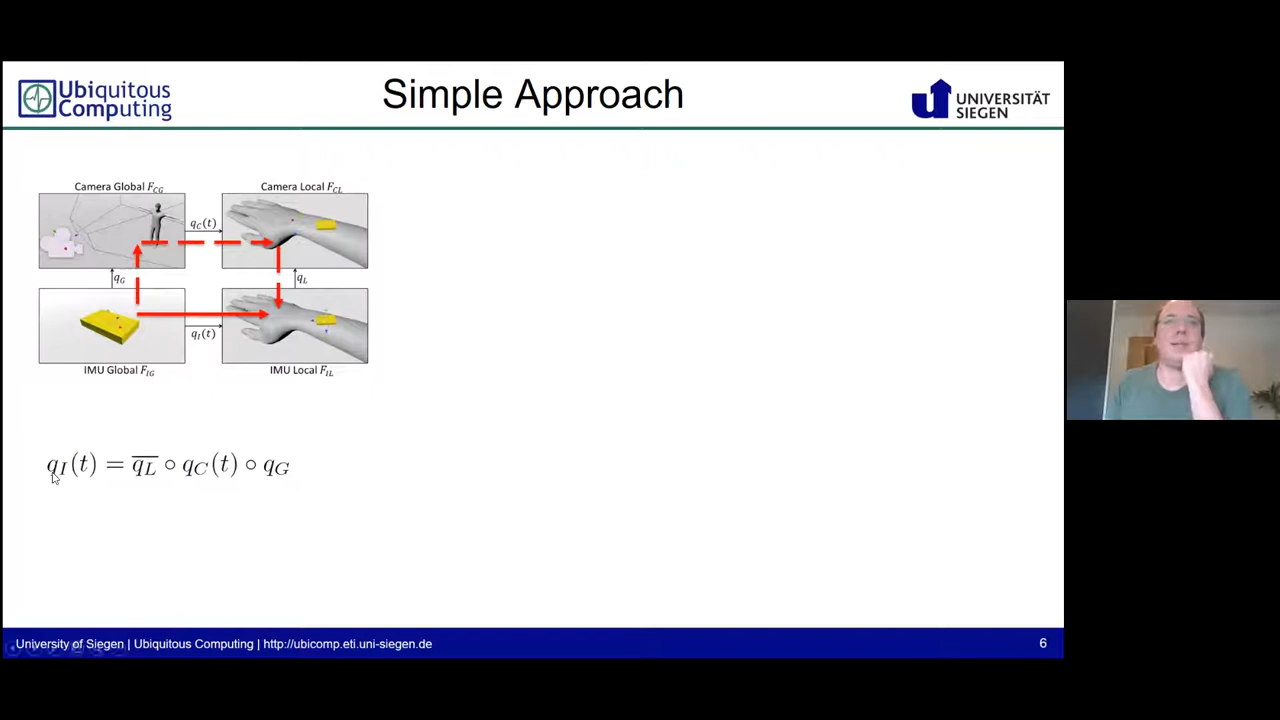 Ubiquitous
Computing
Simple Approach
UNIVERSITÄT
SIEGEN
Camera Global F_CG
Camera Local F_CL
q_C(t)
q_G
q_L
q_I(t)
IMU Global F_IG
IMU Local F_IL
q_I(t) = \overline{q_L} ∘ q_C(t) ∘ q_G
University of Siegen | Ubiquitous Computing | http://ubicomp.eti.uni-siegen.de
6